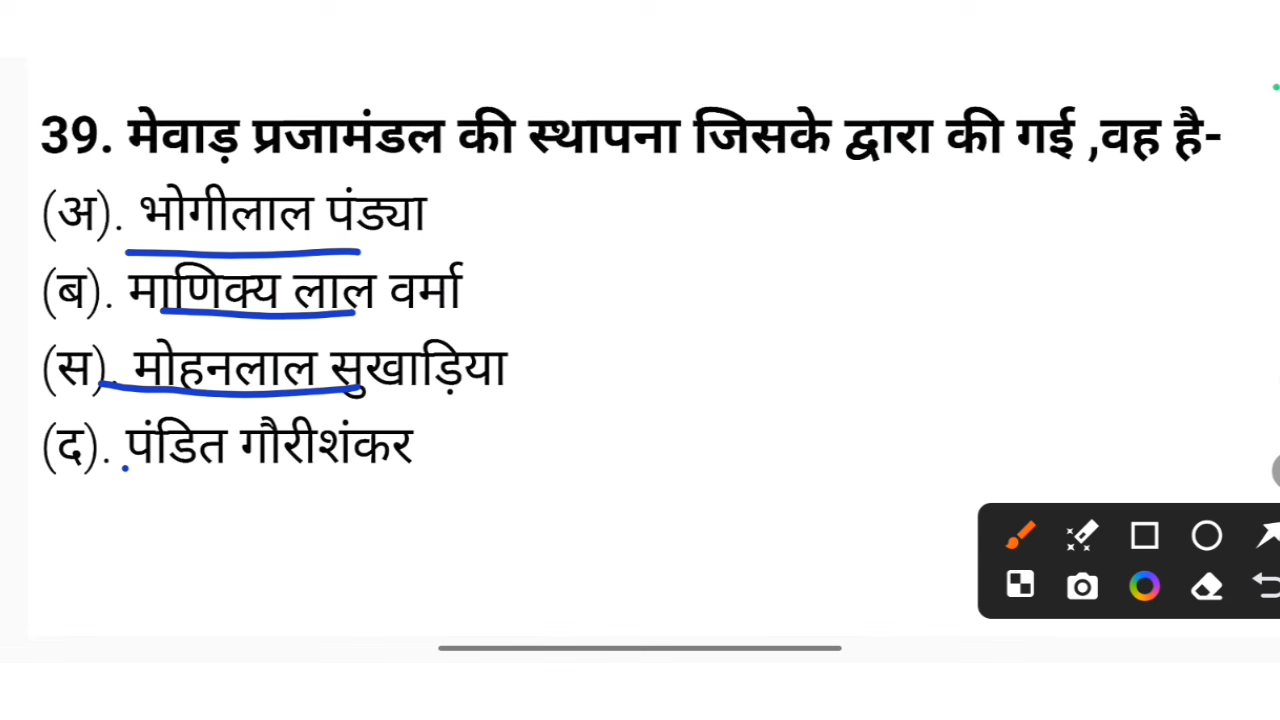 39. मेवाड़ प्रजामंडल की स्थापना जिसके द्वारा की गई ,वह है-
(अ). भोगीलाल पंड्या
(ब). माणिक्य लाल वर्मा
(स). मोहनलाल सुखाड़िया
(द). पंडित गौरीशंकर